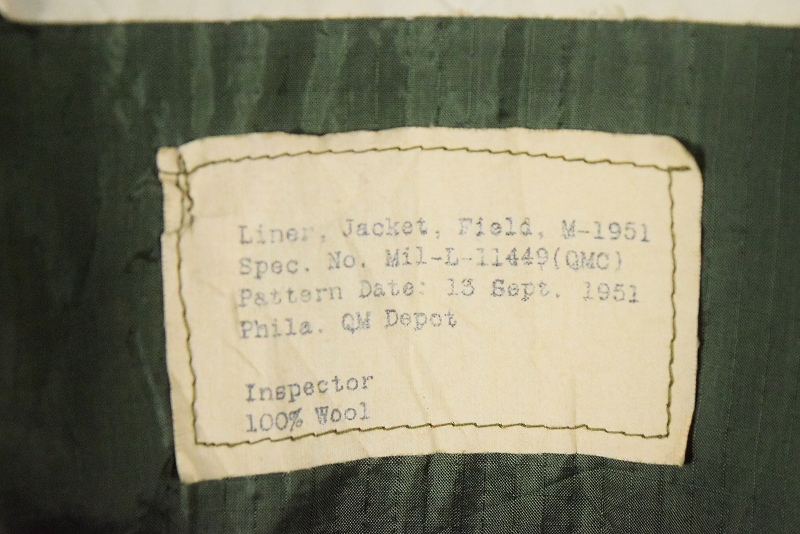 Liner, Jacket, Field, M-1951
Spec. No. Mil-L-11449(QMC)
Pattern Date: 13 Sept. 1951
Phila. QM Depot
Inspector
100% Wool